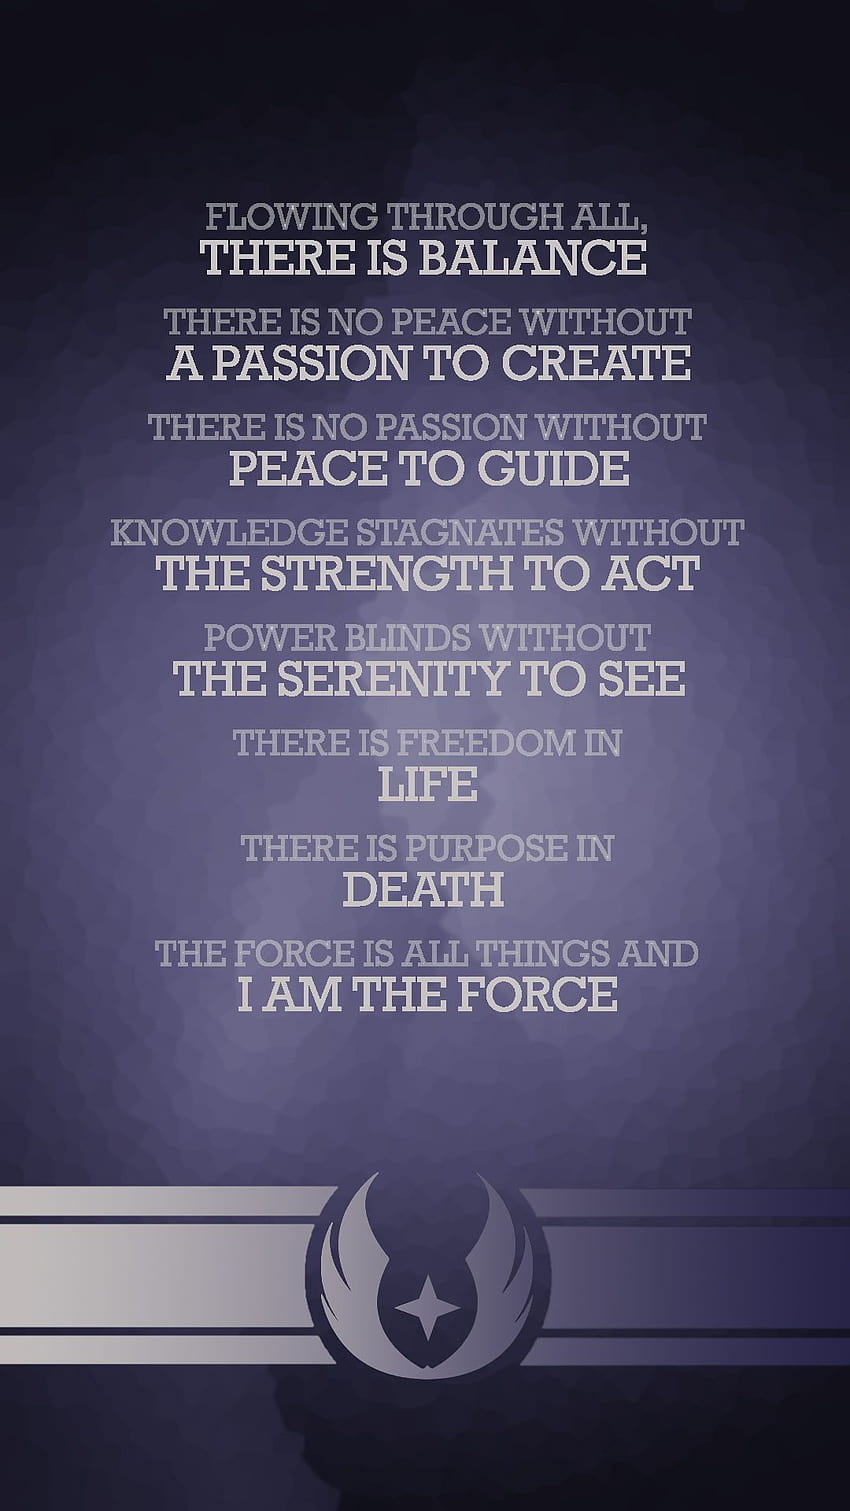 FLOWING THROUGH ALL,
THERE IS BALANCE
THERE IS NO PEACE WITHOUT
A PASSION TO CREATE
THERE IS NO PASSION WITHOUT
PEACE TO GUIDE
KNOWLEDGE STAGNATES WITHOUT
THE STRENGTH TO ACT
POWER BLINDS WITHOUT
THE SERENITY TO SEE
THERE IS FREEDOM IN
LIFE
THERE IS PURPOSE IN
DEATH
THE FORCE IS ALL THINGS AND
I AM THE FORCE